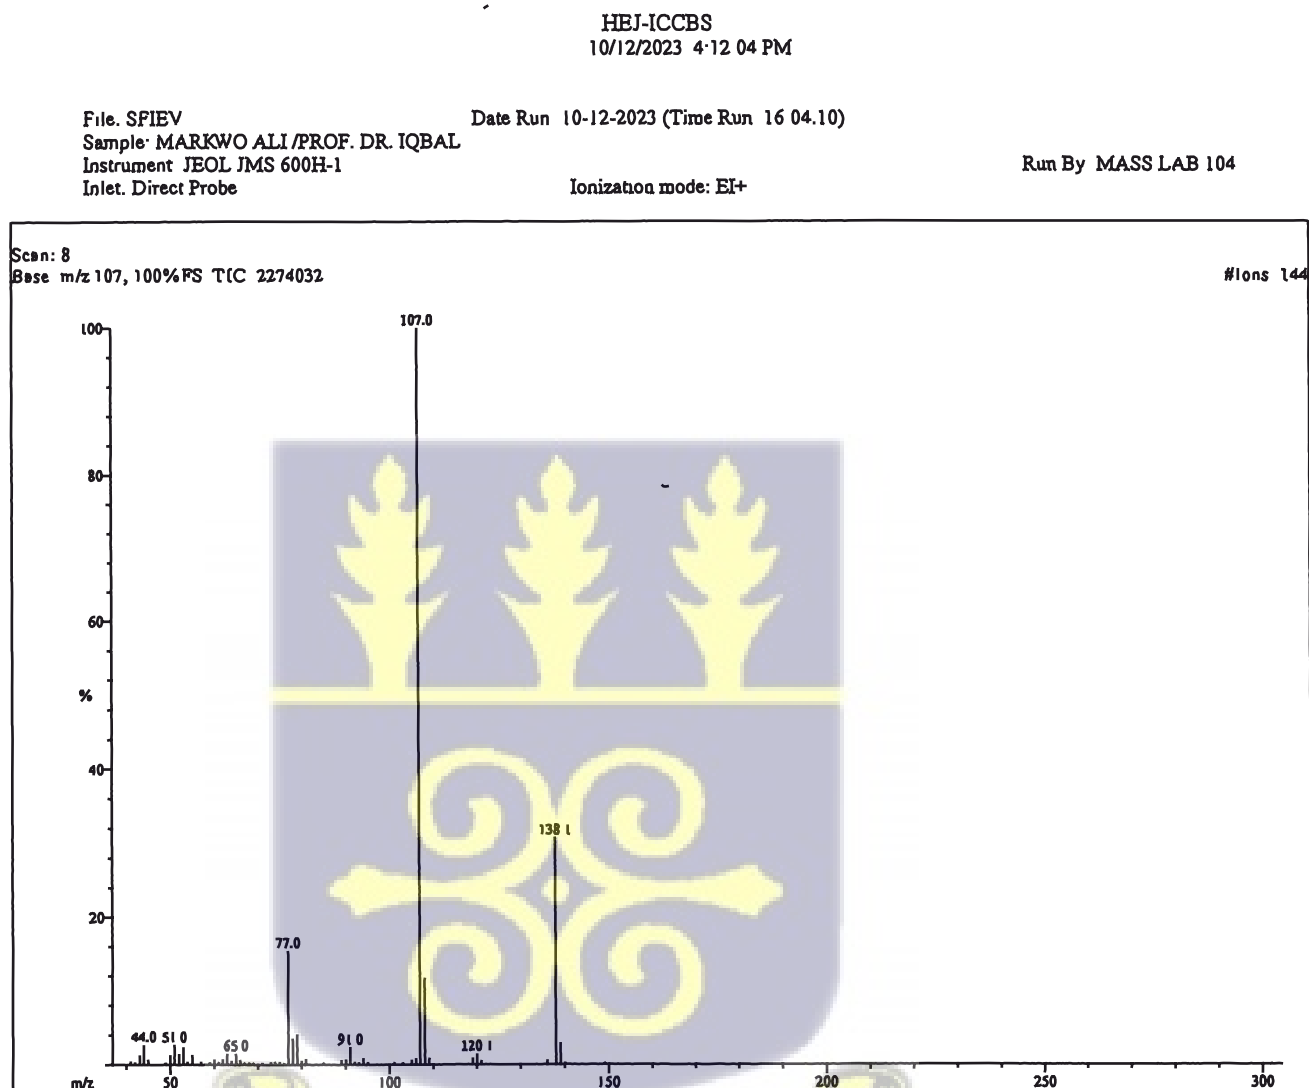 HEJ-ICCBS
10/12/2023 4:12 04 PM
File. SPIEV Date Run 10-12-2023 (Time Run 16 04.10)
Sample· MARKWO ALI /PROF. DR. IQBAL
Instrument JEOL JMS 600H-1 Run By MASS LAB 104
Inlet. Direct Probe Ionization mode: EI+
Scan: 8
Base m/z 107, 100% FS TIC 2274032 #Ions 144
107.0
100
80
60
%
40
138 1
20
77.0
44.0 51 0 65 0 91 0 120 1
m/z 50 100 150 200 250 300